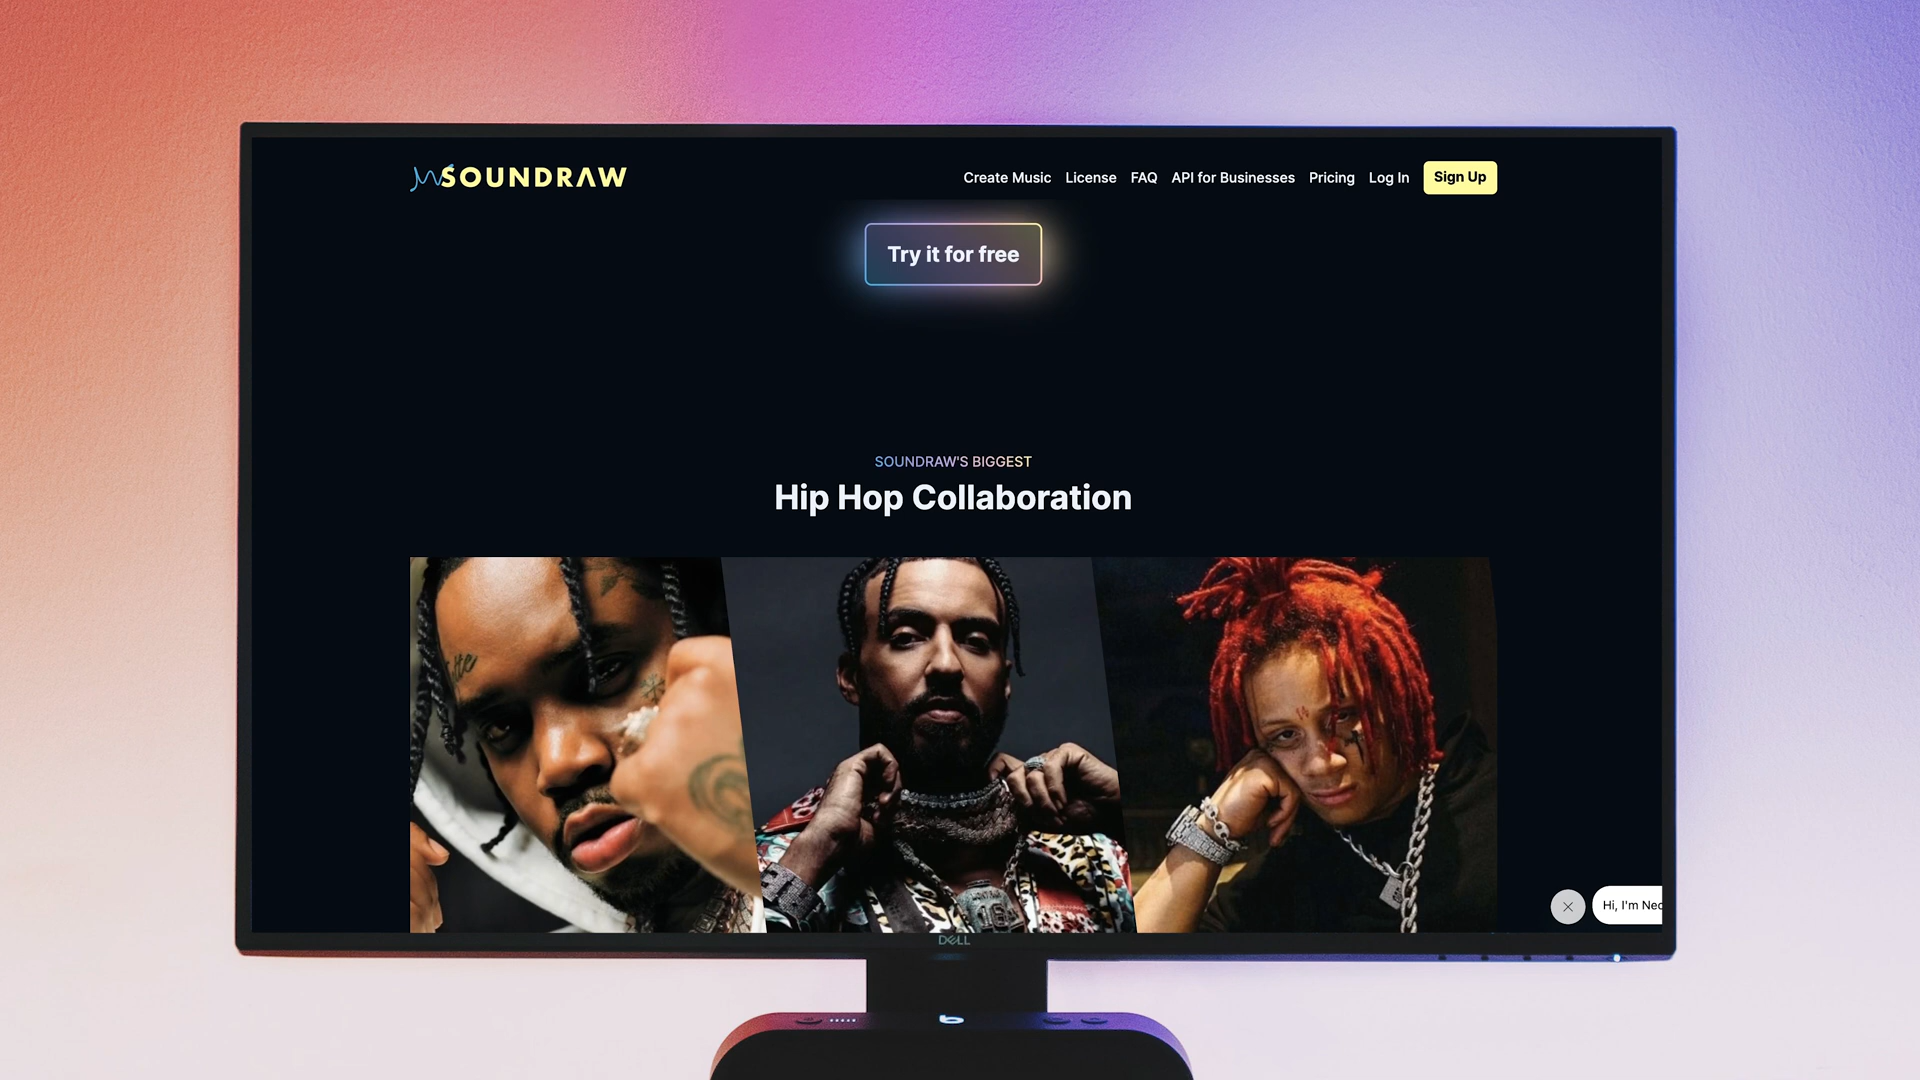 SOUNDRAW
Create Music
License
FAQ
API for Businesses
Pricing
Log In
Sign Up
Try it for free
SOUNDRAW'S BIGGEST
Hip Hop Collaboration
Hi, I'm Neo
DELL